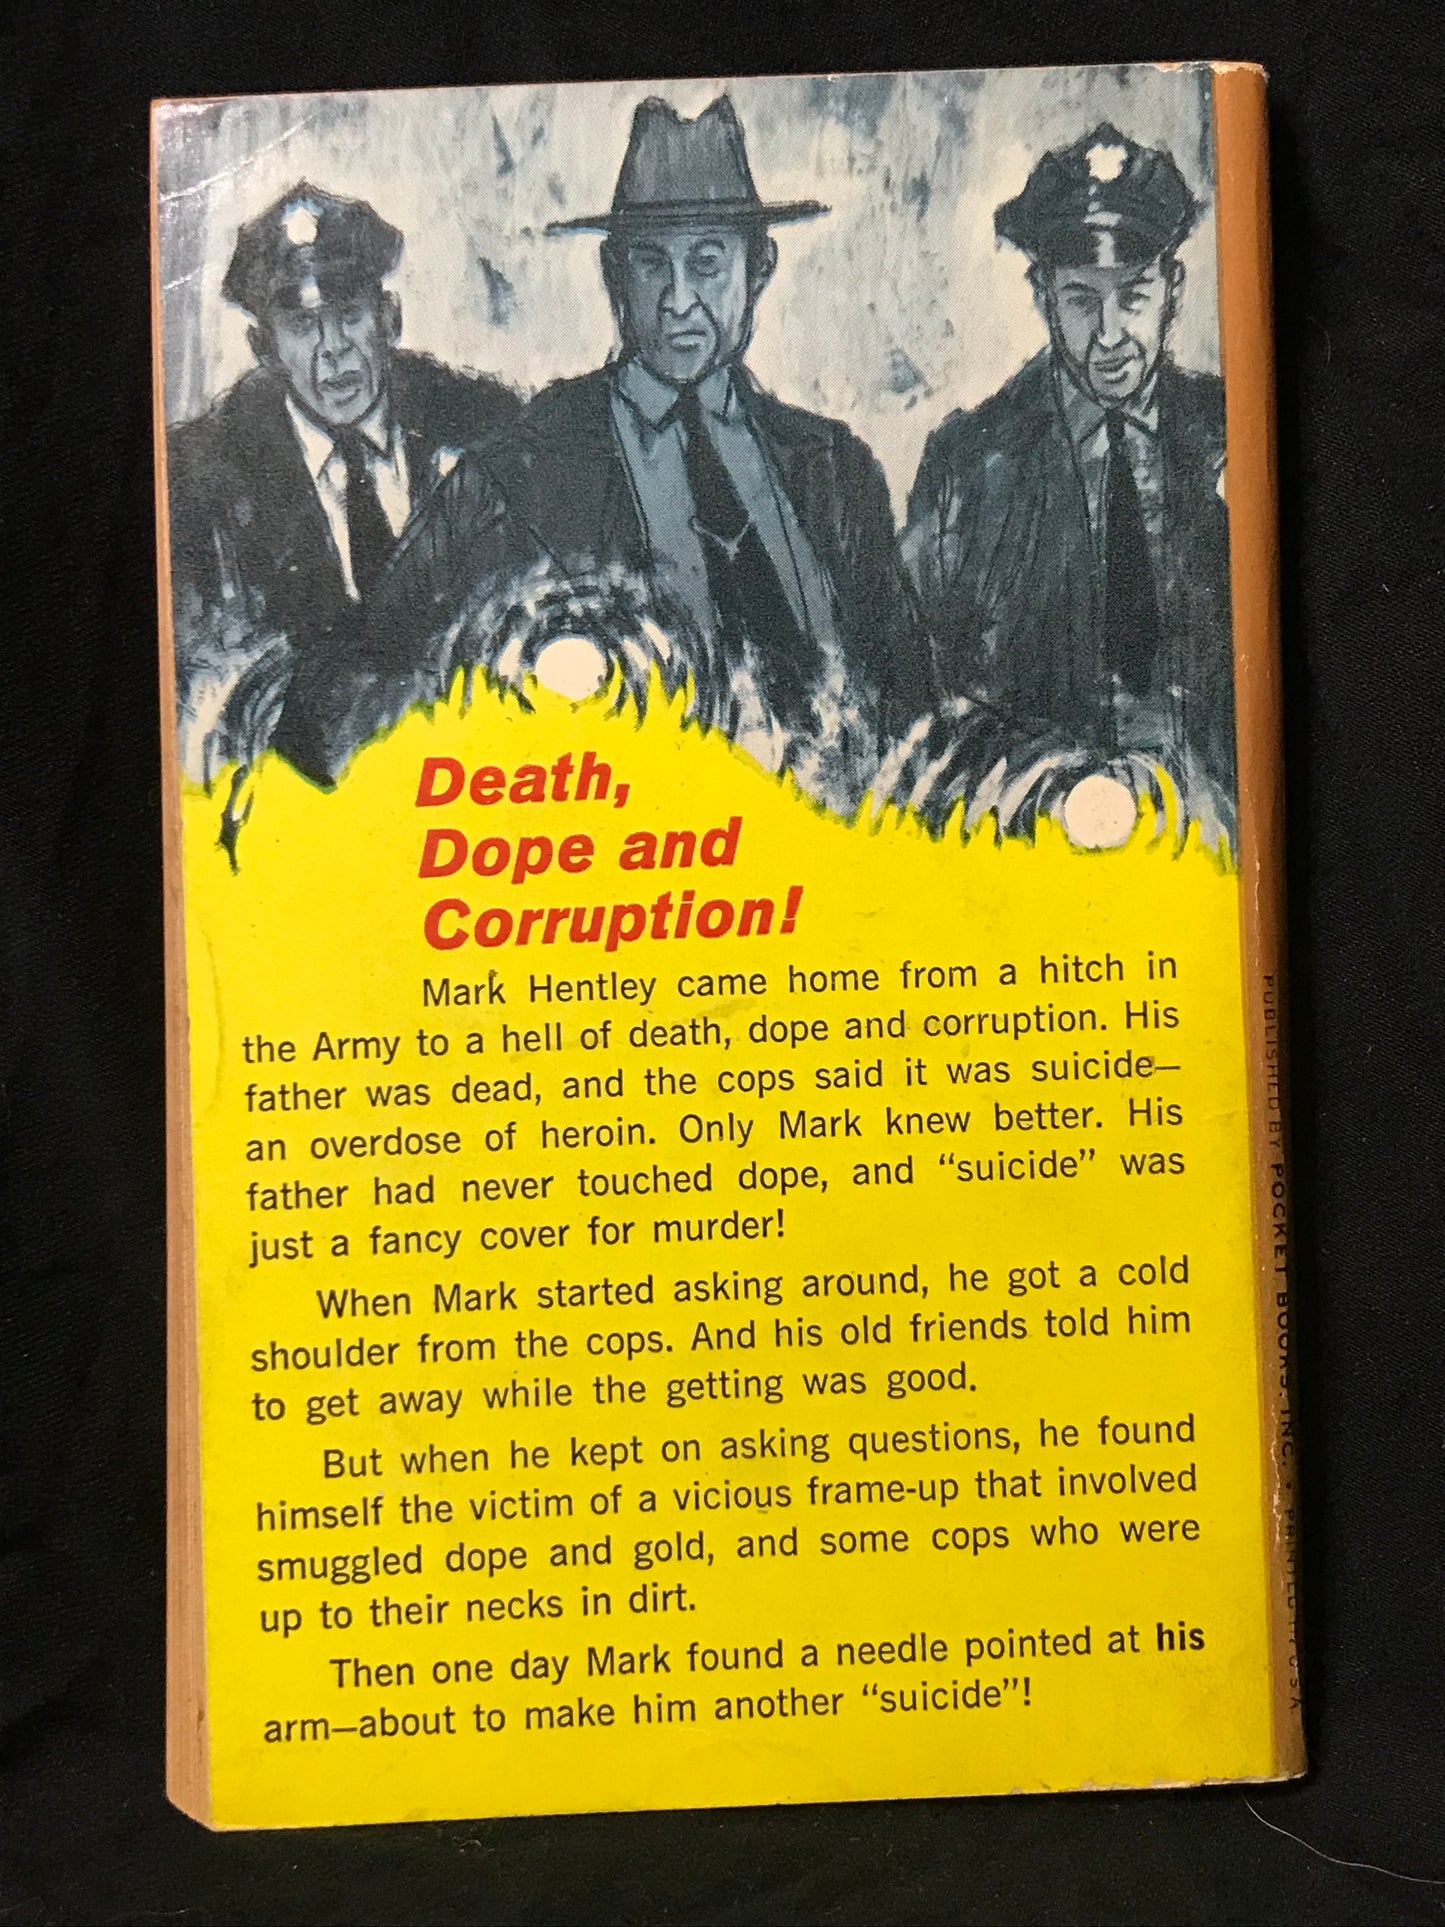 Death,
Dope and
Corruption!
Mark Hentley came home from a hitch in
the Army to a hell of death, dope and corruption. His
father was dead, and the cops said it was suicide—
an overdose of heroin. Only Mark knew better. His
father had never touched dope, and “suicide” was
just a fancy cover for murder!
When Mark started asking around, he got a cold
shoulder from the cops. And his old friends told him
to get away while the getting was good.
But when he kept on asking questions, he found
himself the victim of a vicious frame-up that involved
smuggled dope and gold, and some cops who were
up to their necks in dirt.
Then one day Mark found a needle pointed at his
arm—about to make him another “suicide”!
PUBLISHED BY POCKET BOOKS, INC. • PRINTED IN U.S.A.